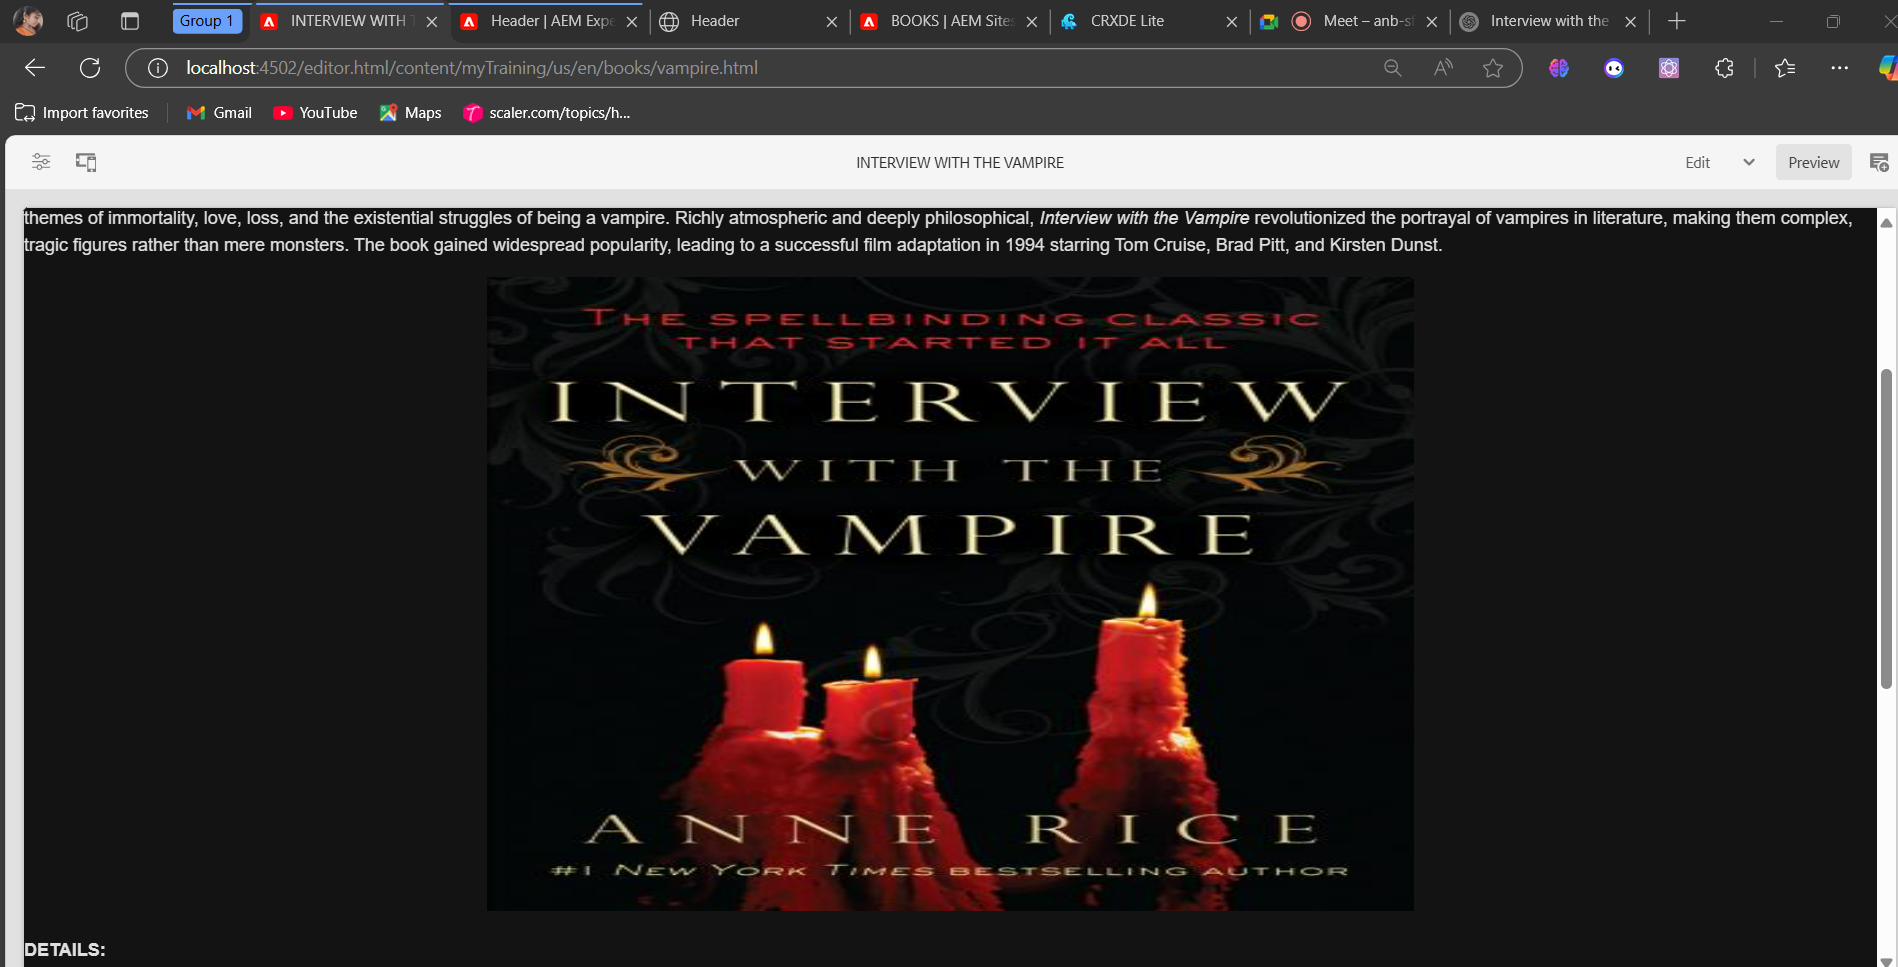 Group 1
INTERVIEW WITH T
Header | AEM Expe
Header
BOOKS | AEM Sites
CRXDE Lite
Meet – anb-sf
Interview with the
localhost:4502/editor.html/content/myTraining/us/en/books/vampire.html
Import favorites
Gmail
YouTube
Maps
scaler.com/topics/h...
INTERVIEW WITH THE VAMPIRE
Edit
Preview
themes of immortality, love, loss, and the existential struggles of being a vampire. Richly atmospheric and deeply philosophical, Interview with the Vampire revolutionized the portrayal of vampires in literature, making them complex,
tragic figures rather than mere monsters. The book gained widespread popularity, leading to a successful film adaptation in 1994 starring Tom Cruise, Brad Pitt, and Kirsten Dunst.
THE SPELLBINDING CLASSIC
THAT STARTED IT ALL
INTERVIEW
WITH THE
VAMPIRE
ANNE RICE
#1 NEW YORK TIMES BESTSELLING AUTHOR
DETAILS: